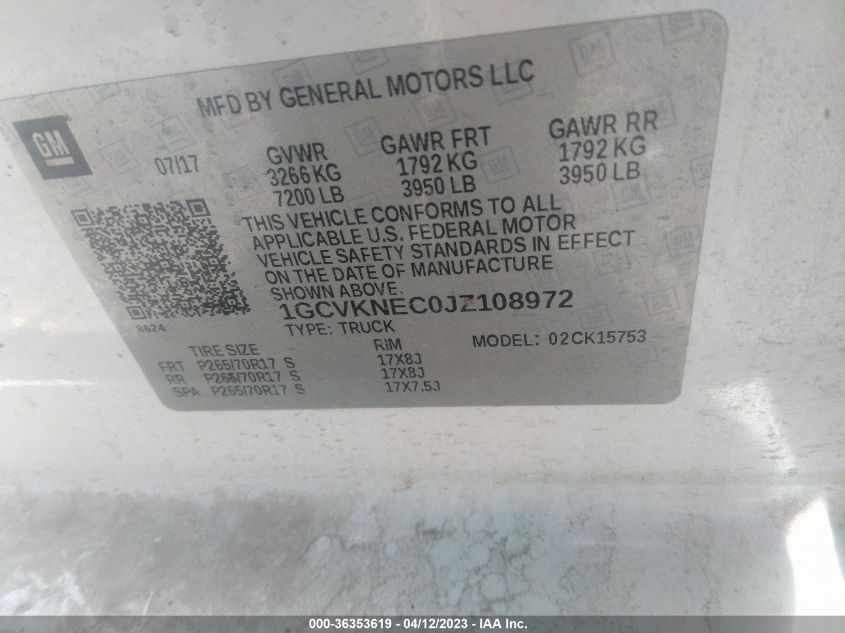 MFD BY GENERAL MOTORS LLC
GM
07/17
GVWR GAWR FRT GAWR RR
3266 KG 1792 KG 1792 KG
7200 LB 3950 LB 3950 LB
THIS VEHICLE CONFORMS TO ALL
APPLICABLE U.S. FEDERAL MOTOR
VEHICLE SAFETY STANDARDS IN EFFECT
ON THE DATE OF MANUFACTURE
SHOWN ABOVE.
1GCVKNEC0JZ108972
8624
TYPE: TRUCK MODEL: 02CK15753
TIRE SIZE RIM
FRT P265/70R17 S 17X8J
RR P265/70R17 S 17X8J
SPA P265/70R17 S 17X7.5J
000-36353619 - 04/12/2023 - IAA Inc.